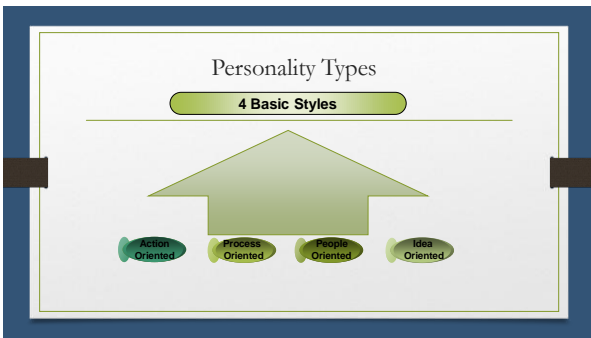 Personality Types
4 Basic Styles
Action
Oriented
Process
Oriented
People
Oriented
Idea
Oriented